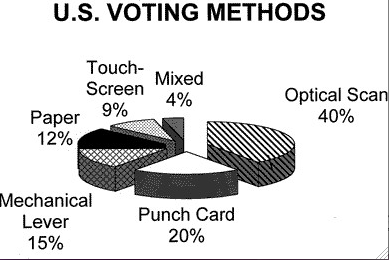 U.S. VOTING METHODS
Touch-
Screen
9%
Mixed
4%
Optical Scan
40%
Paper
12%
Mechanical
Lever
15%
Punch Card
20%